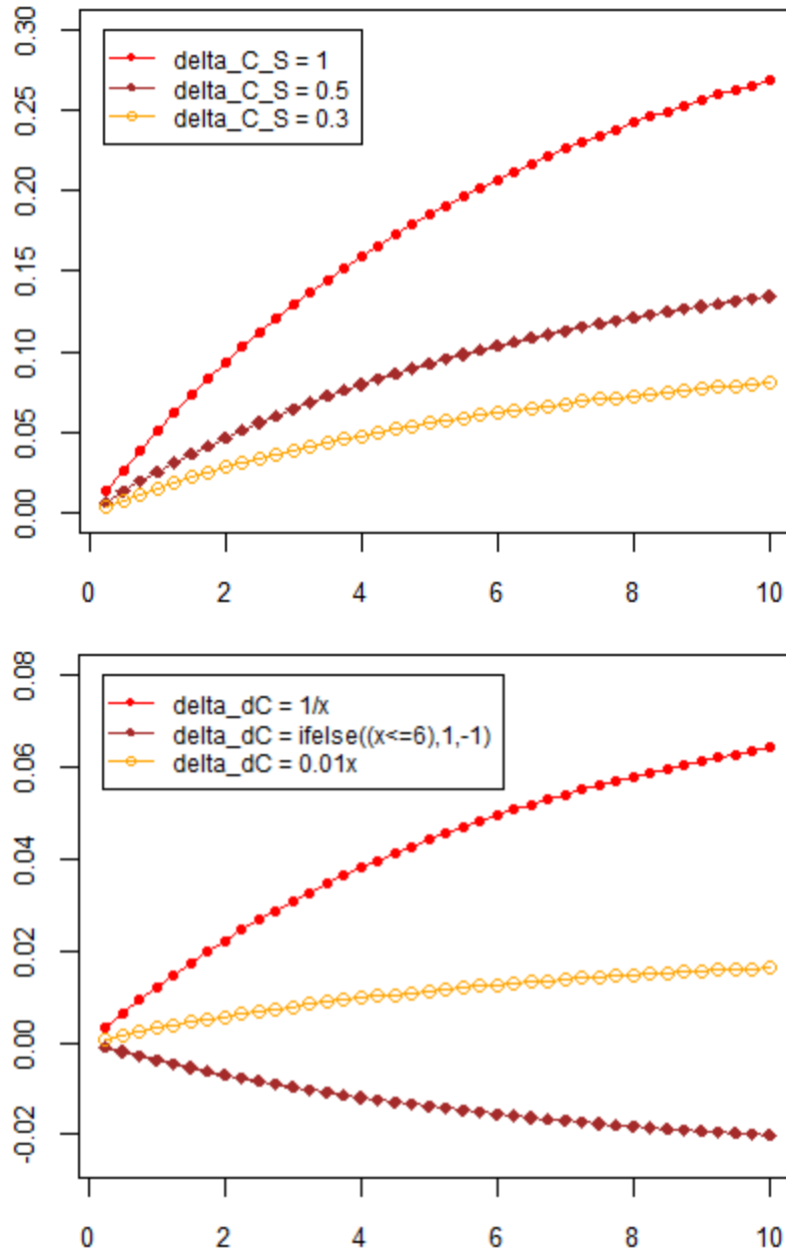 0.30
0.25
0.20
0.15
0.10
0.05
0.00
delta_C_S = 1
delta_C_S = 0.5
delta_C_S = 0.3
0 2 4 6 8 10
0.08
0.06
0.04
0.02
0.00
-0.02
delta_dC = 1/x
delta_dC = ifelse((x<=6),1,-1)
delta_dC = 0.01x
0 2 4 6 8 10